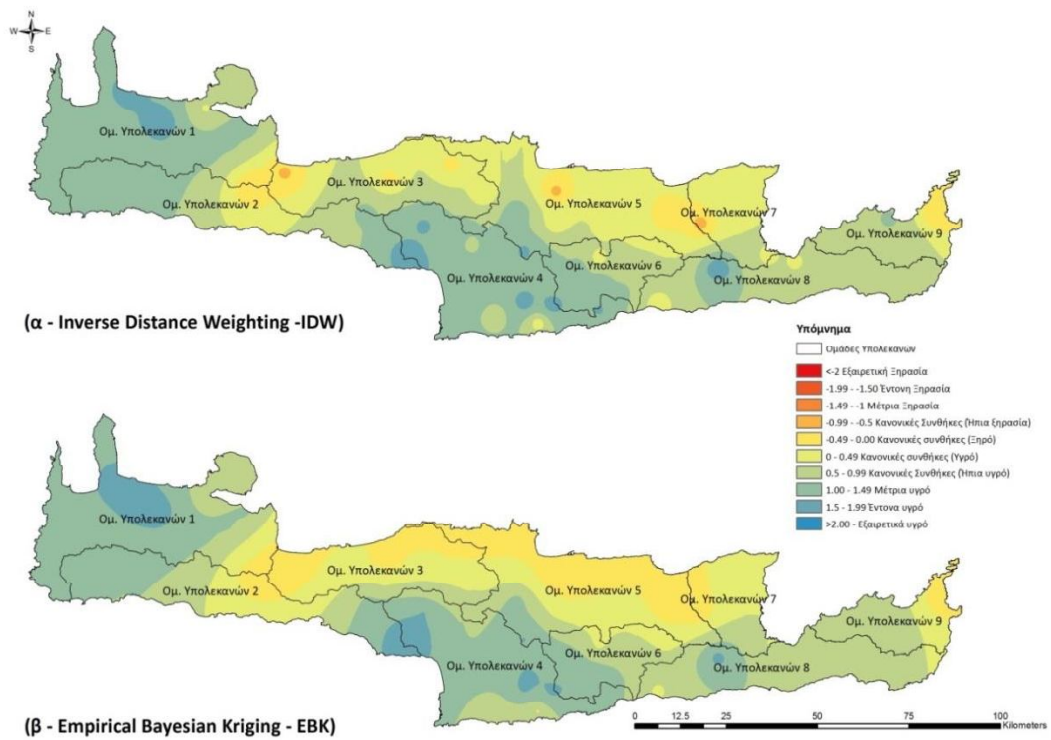 N
W E
S
Ομ. Υπολεκανών 1
Ομ. Υπολεκανών 2
Ομ. Υπολεκανών 3
Ομ. Υπολεκανών 4
Ομ. Υπολεκανών 5
Ομ. Υπολεκανών 6
Ομ. Υπολεκανών 7
Ομ. Υπολεκανών 8
Ομ. Υπολεκανών 9
(α - Inverse Distance Weighting -IDW)
Υπόμνημα
Ομάδες Υπολεκανών
<-2 Εξαιρετική Ξηρασία
-1.99 - -1.50 Έντονη Ξηρασία
-1.49 - -1 Μέτρια Ξηρασία
-0.99 - -0.5 Κανονικές Συνθήκες (Ήπια ξηρασία)
-0.49 - 0.00 Κανονικές συνθήκες (Ξηρό)
0 - 0.49 Κανονικές συνθήκες (Υγρό)
0.5 - 0.99 Κανονικές Συνθήκες (Ήπια υγρό)
1.00 - 1.49 Μέτρια υγρό
1.5 - 1.99 Έντονα υγρό
>2.00 - Εξαιρετικά υγρό
Ομ. Υπολεκανών 1
Ομ. Υπολεκανών 2
Ομ. Υπολεκανών 3
Ομ. Υπολεκανών 4
Ομ. Υπολεκανών 5
Ομ. Υπολεκανών 6
Ομ. Υπολεκανών 7
Ομ. Υπολεκανών 8
Ομ. Υπολεκανών 9
(β - Empirical Bayesian Kriging - EBK)
0 12.5 25 50 75 100
Kilometers